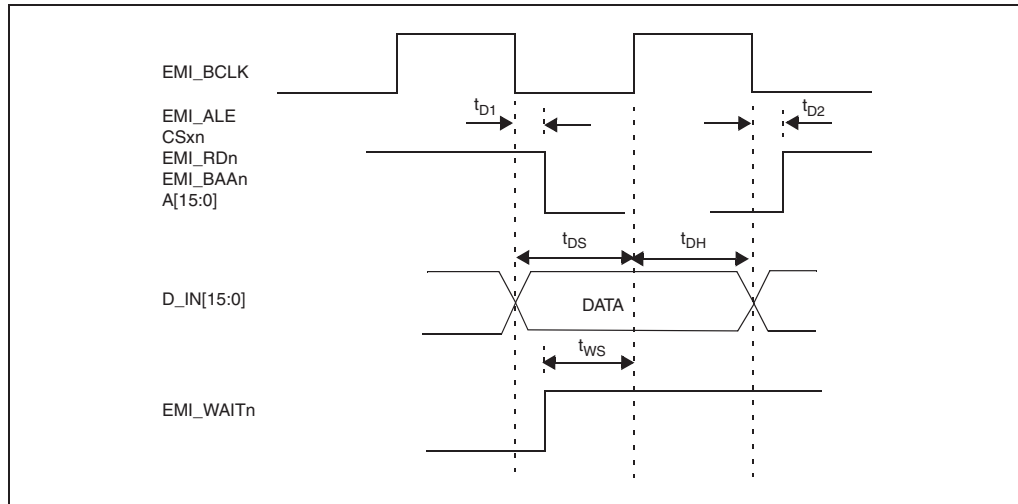 EMI_BCLK
EMI_ALE
CSxn
EMI_RDn
EMI_BAAn
A[15:0]
tD1
tD2
tDS
tDH
D_IN[15:0]
DATA
tWS
EMI_WAITn